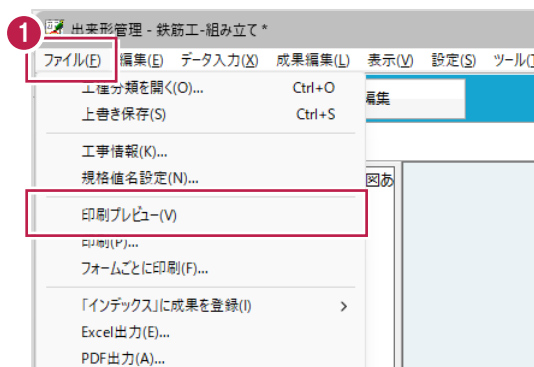 1
出来形管理 - 鉄筋工-組み立て *
ファイル(F) 編集(E) データ入力(X) 成果編集(L) 表示(V) 設定(S) ツール(T
工種分類を開く(O)... Ctrl+O
編集
上書き保存(S) Ctrl+S
工事情報(K)...
規格値名設定(N)...
図あ
印刷プレビュー(V)
印刷(P)...
フォームごとに印刷(F)...
「インデックス」に成果を登録(I) >
Excel出力(E)...
PDF出力(A)...